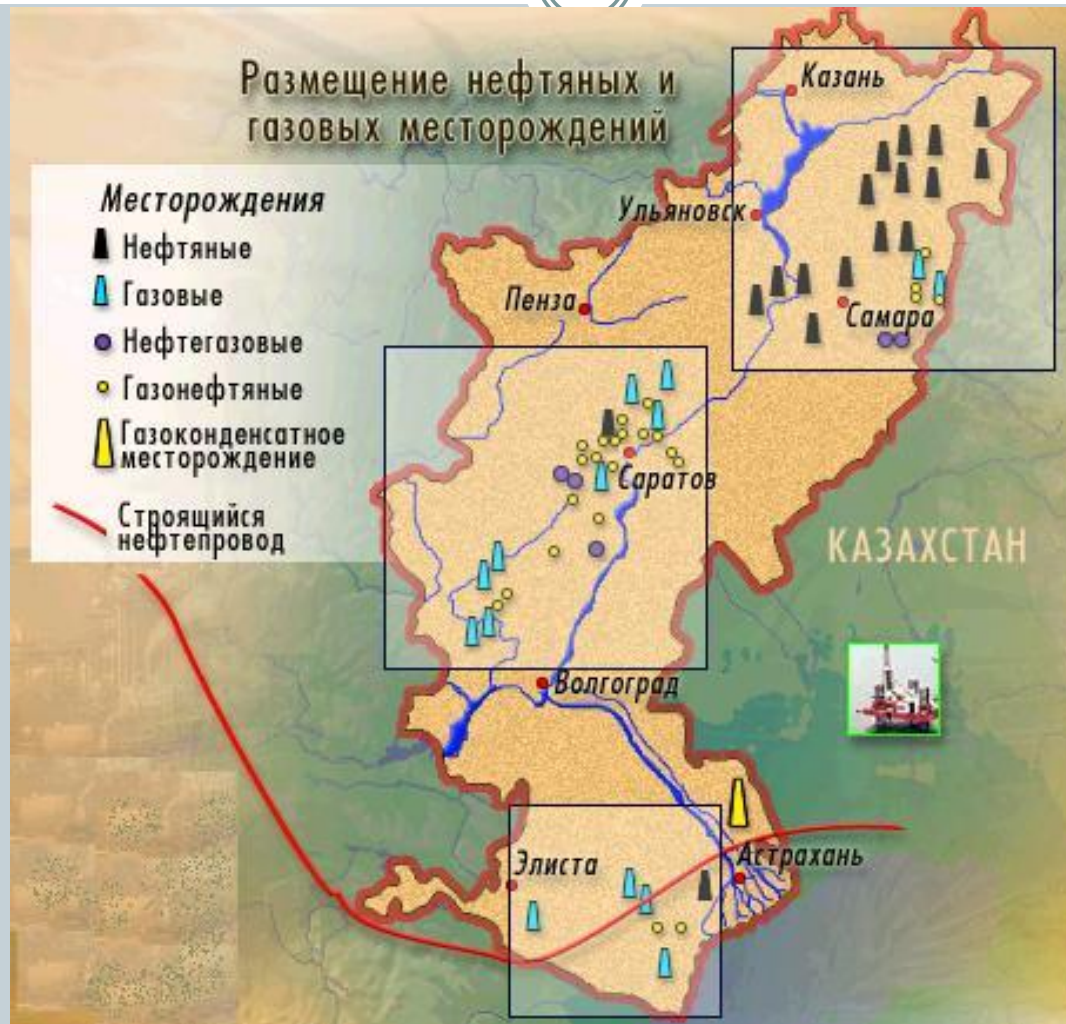 Размещение нефтяных и
газовых месторождений
Месторождения
Нефтяные
Газовые
Нефтегазовые
Газонефтяные
Газоконденсатное
месторождение
Строящийся
нефтепровод
Казань
Ульяновск
Пенза
Самара
Саратов
КАЗАХСТАН
Волгоград
Элиста
Астрахань